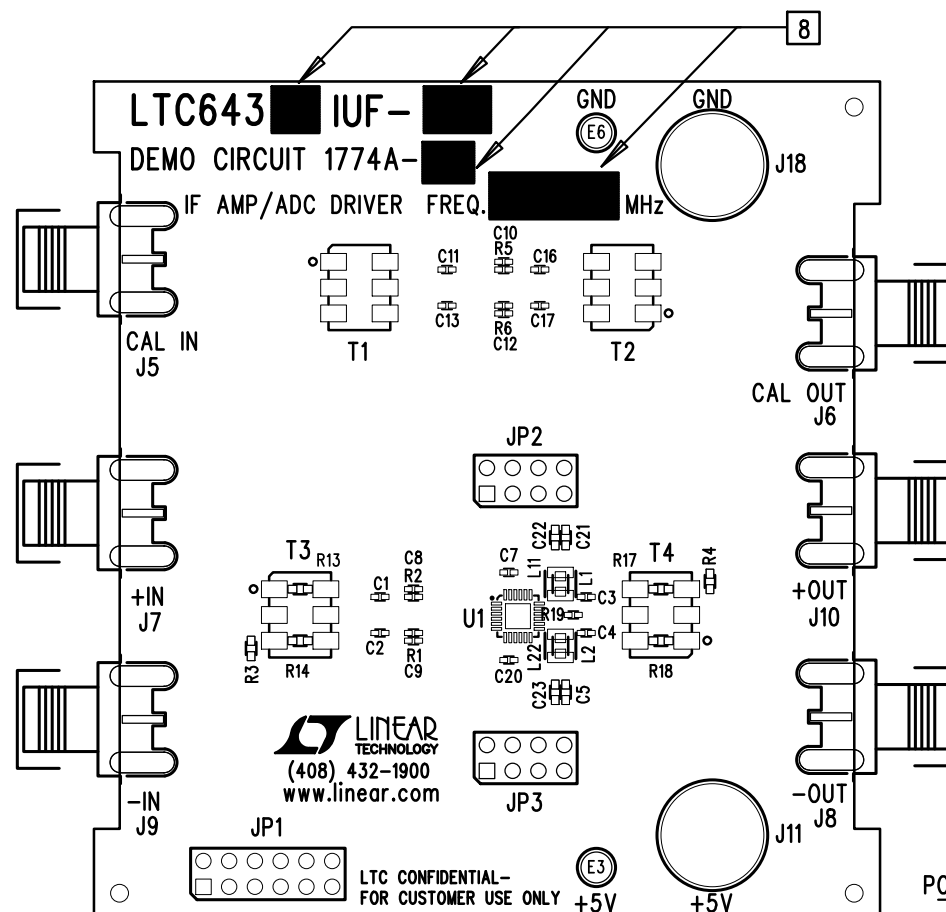 8
LTC643 IUF-
GND
GND
E6
DEMO CIRCUIT 1774A-
J18
IF AMP/ADC DRIVER FREQ. MHz
C10
R5
C11
C16
C13
C17
R6
C12
T1
T2
CAL IN
J5
CAL OUT
J6
JP2
C22
C21
T3
R13
C8
R2
C1
C7
L11
L1
R17
T4
R4
+IN
J7
+OUT
J10
U1
C3
R19
C4
C2
R1
C9
R3
R14
C20
L22
L2
R18
C23
C5
LINEAR
TECHNOLOGY
(408) 432-1900
www.linear.com
-IN
J9
-OUT
J8
JP3
JP1
J11
LTC CONFIDENTIAL-
FOR CUSTOMER USE ONLY
E3
+5V
+5V